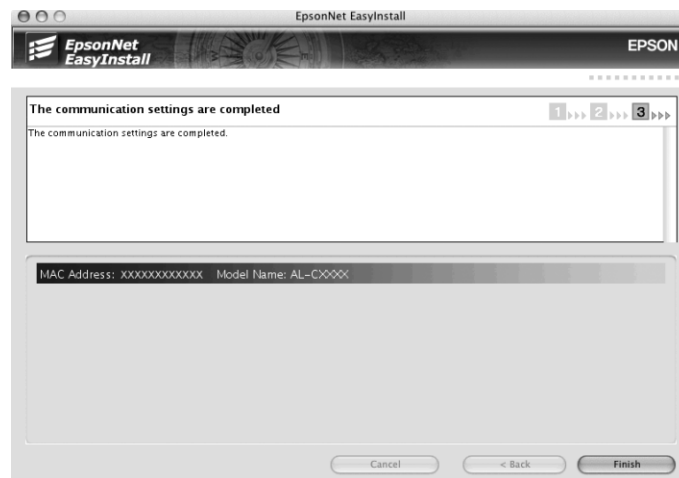 EpsonNet EasyInstall
EpsonNet
EasyInstall
EPSON
The communication settings are completed
1 2 3
The communication settings are completed.
MAC Address: XXXXXXXXXXXX Model Name: AL-CXXXX
Cancel < Back Finish